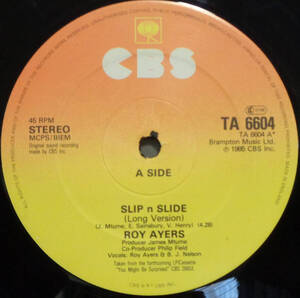 CBS
45 RPM
STEREO
MCPS/BIEM
Original sound recording
made by CBS Inc.
TA 6604
TA 6604 A*
Brampton Music Ltd.
℗ 1985 CBS Inc.
A SIDE
SLIP n SLIDE
(Long Version)
(J. Mtume, E. Sainsbury, V. Henry) (4.28)
ROY AYERS
Producer James Mtume
Co-Producer Philip Field
Vocals: Roy Ayers & B. J. Nelson
Taken from the forthcoming LP/Cassette
"You Might Be Surprised" CBS 26653.